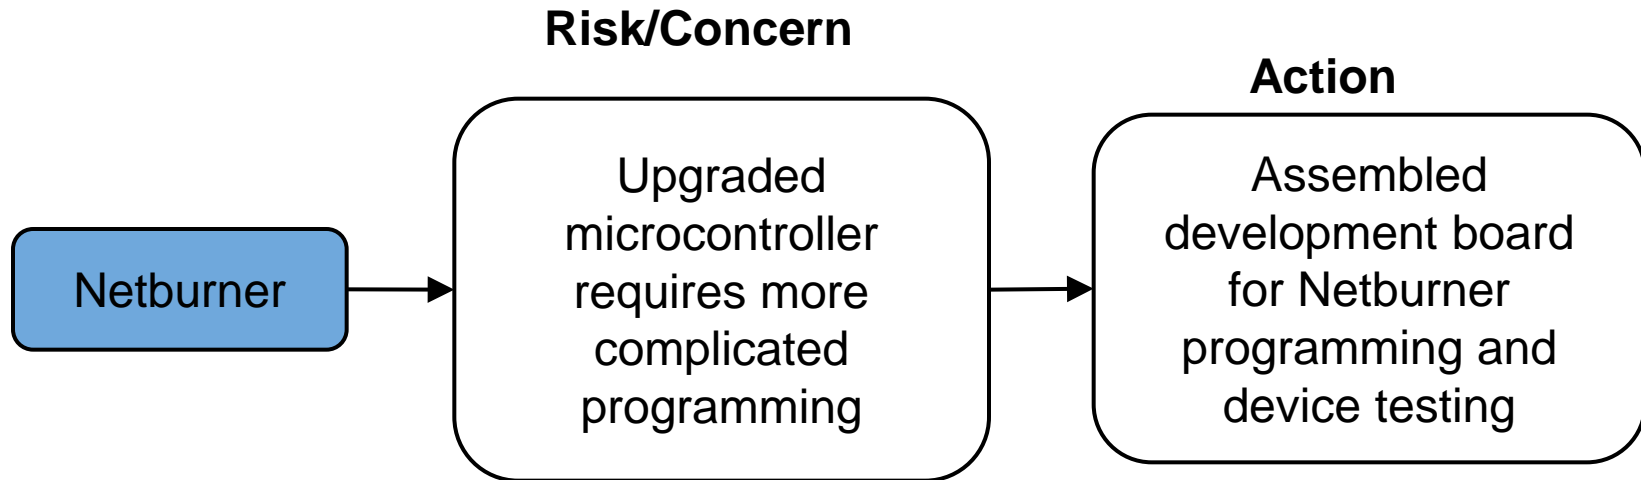 Risk/Concern
Action
Netburner
Upgraded
microcontroller
requires more
complicated
programming
Assembled
development board
for Netburner
programming and
device testing